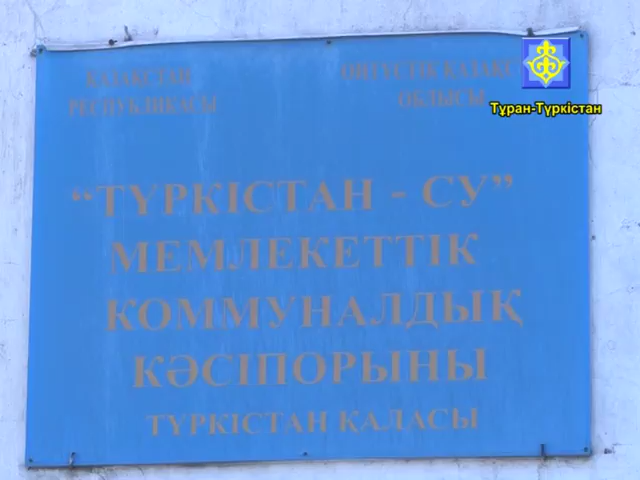 ҚАЗАҚСТАН
РЕСПУБЛИКАСЫ
ОҢТҮСТІК ҚАЗАҚ
ОБЛЫСЫ
Тұран-Түркістан
“ТҮРКІСТАН - СУ”
МЕМЛЕКЕТТІК
КОММУНАЛДЫҚ
КӘСІПОРЫНЫ
ТҮРКІСТАН ҚАЛАСЫ